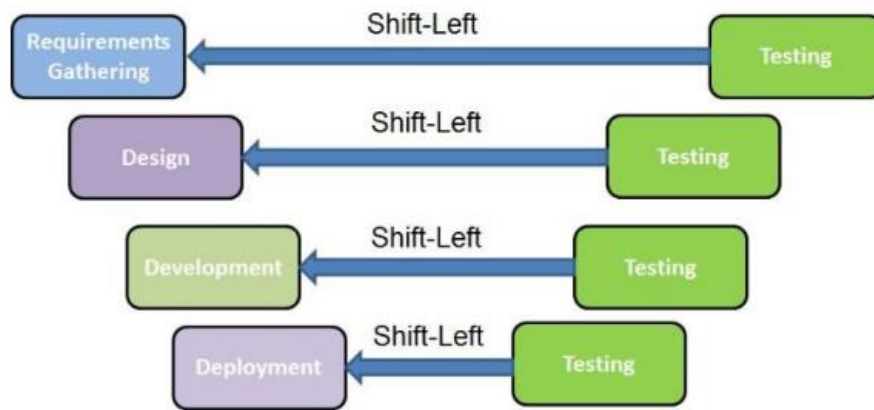 Shift-Left
Requirements
Gathering
Testing
Shift-Left
Design
Testing
Shift-Left
Development
Testing
Shift-Left
Deployment
Testing